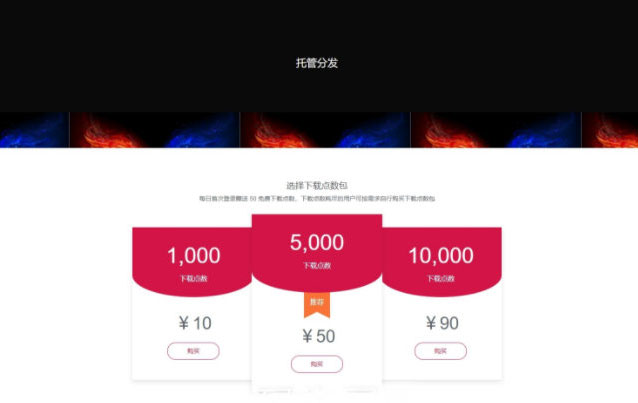 托管分发
选择下载点数包
每日首次登录赠送 50 免费下载点数，下载点数耗尽的用户可按需求自行购买下载点数包
1,000
下载点数
¥ 10
购买
5,000
下载点数
推荐
¥ 50
购买
10,000
下载点数
¥ 90
购买